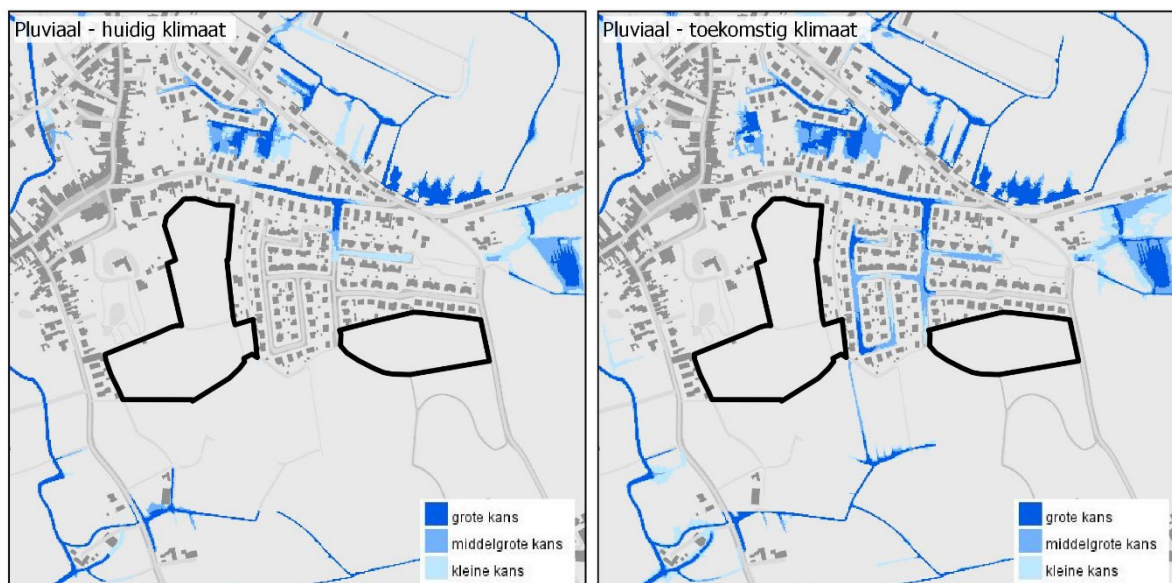 Pluviaal - huidig klimaat
grote kans
middelgrote kans
kleine kans
Pluviaal - toekomstig klimaat
grote kans
middelgrote kans
kleine kans